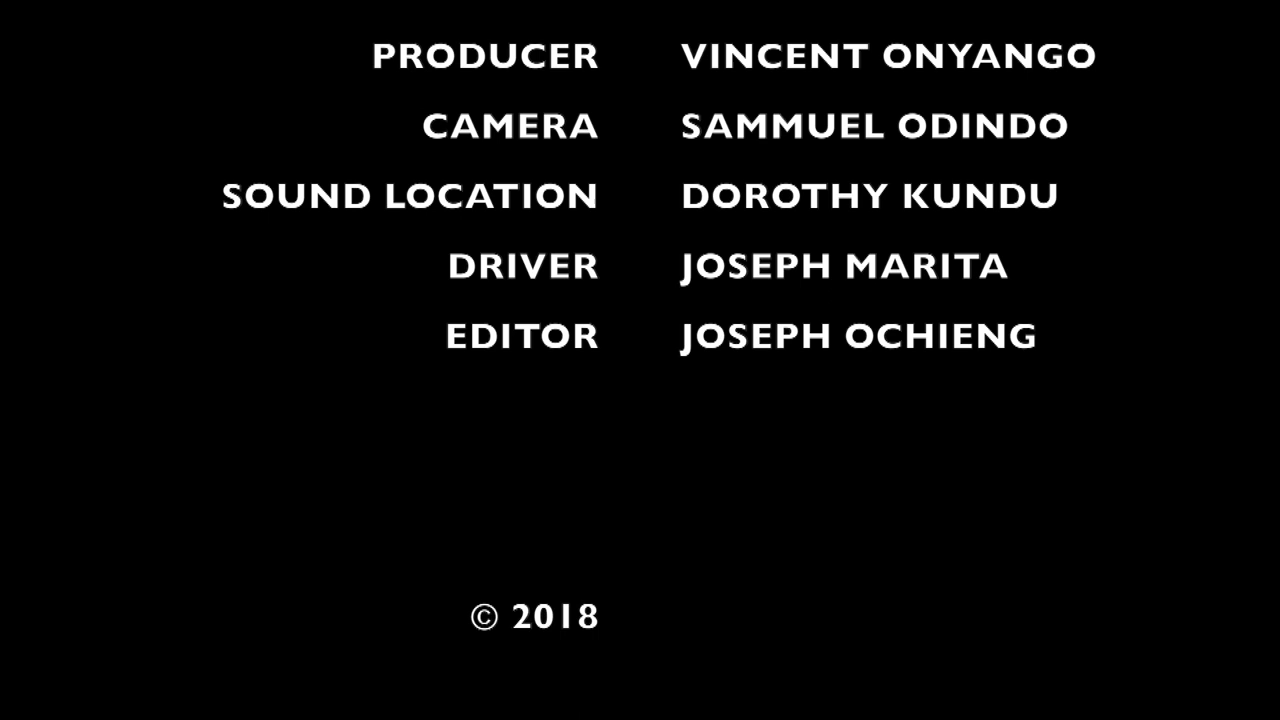 PRODUCER VINCENT ONYANGO
CAMERA SAMMUEL ODINDO
SOUND LOCATION DOROTHY KUNDU
DRIVER JOSEPH MARITA
EDITOR JOSEPH OCHIENG
© 2018